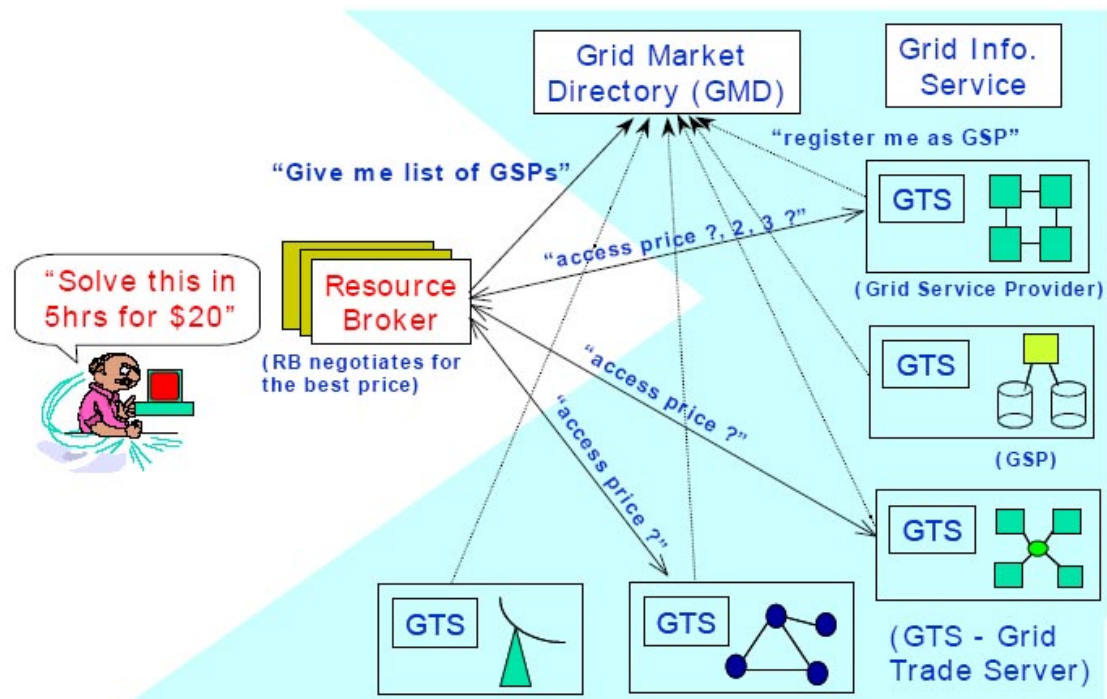 Grid Market
Directory (GMD)
Grid Info.
Service
“register me as GSP”
“Give me list of GSPs”
GTS
“access price ?, 2, 3 ?”
(Grid Service Provider)
“Solve this in
5hrs for $20”
Resource
Broker
(RB negotiates for
the best price)
“access price ?”
“access price ?”
GTS
(GSP)
GTS
GTS
GTS
(GTS - Grid
Trade Server)